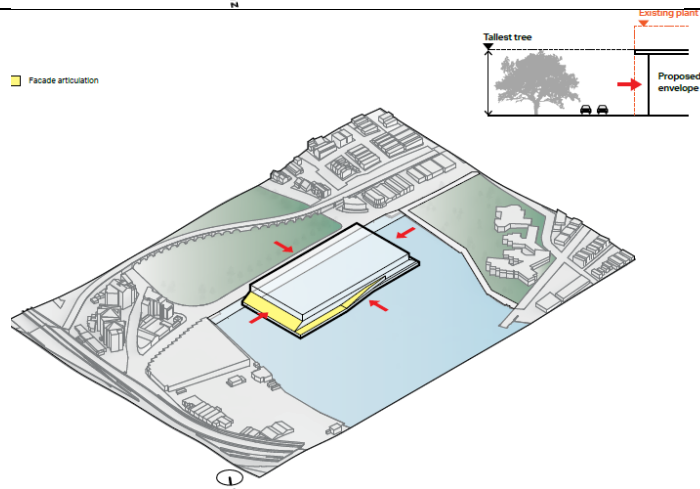 N
Existing plant
Tallest tree
Proposed
envelope
Facade articulation